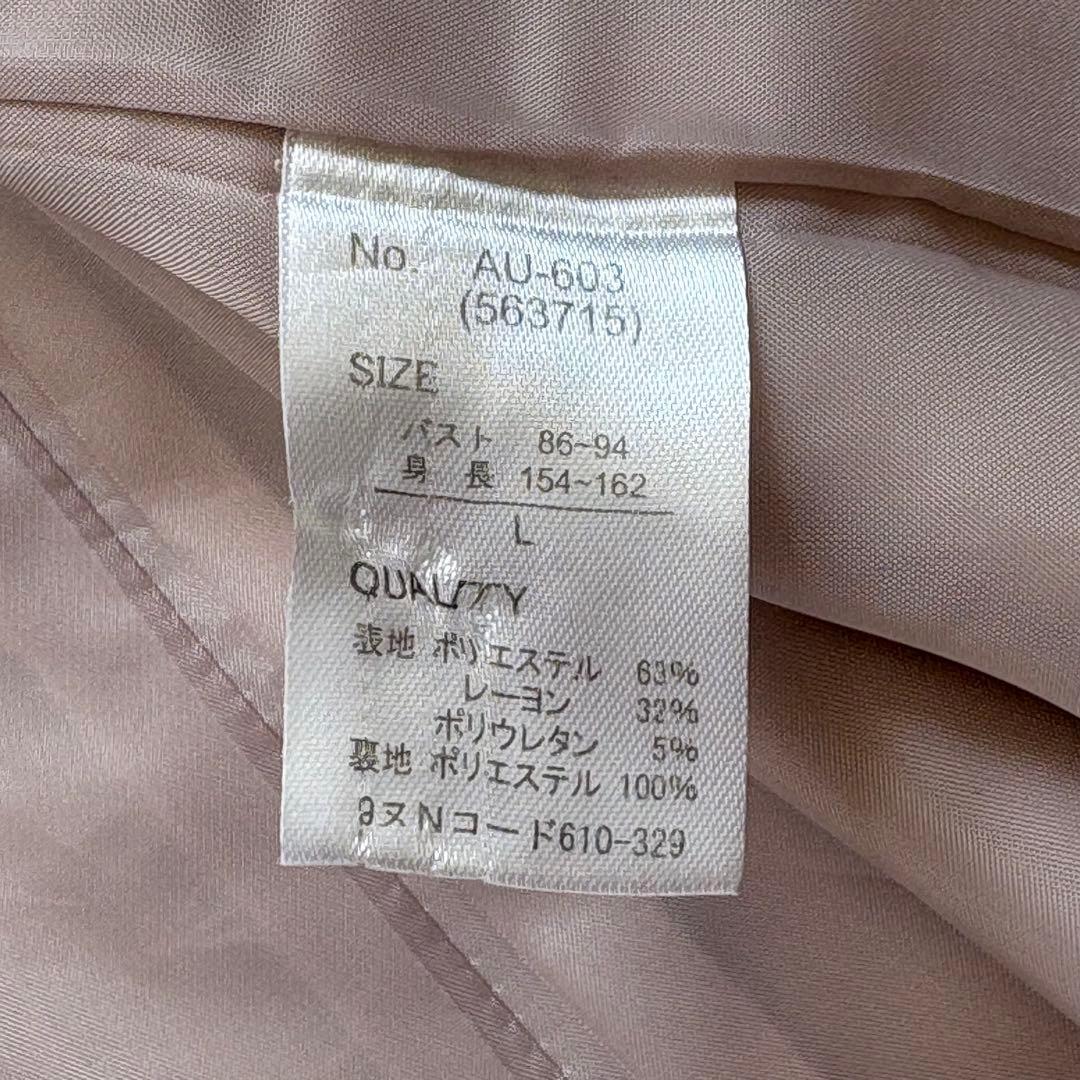 No. AU-603
(563715)
SIZE
バスト 86~94
身 長 154~162
L
QUALITY
表地 ポリエステル 63%
レーヨン 32%
ポリウレタン 5%
裏地 ポリエステル 100%
9ヌNコード610-329